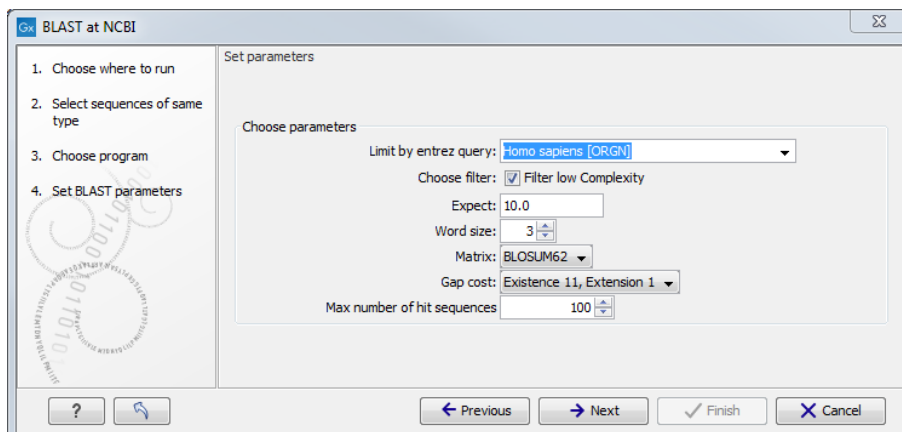 Gx BLAST at NCBI
1. Choose where to run
2. Select sequences of same
type
3. Choose program
4. Set BLAST parameters
Set parameters
Choose parameters
Limit by entrez query: Homo sapiens [ORGN]
Choose filter: Filter low Complexity
Expect: 10.0
Word size: 3
Matrix: BLOSUM62
Gap cost: Existence 11, Extension 1
Max number of hit sequences 100
? Previous Next Finish Cancel